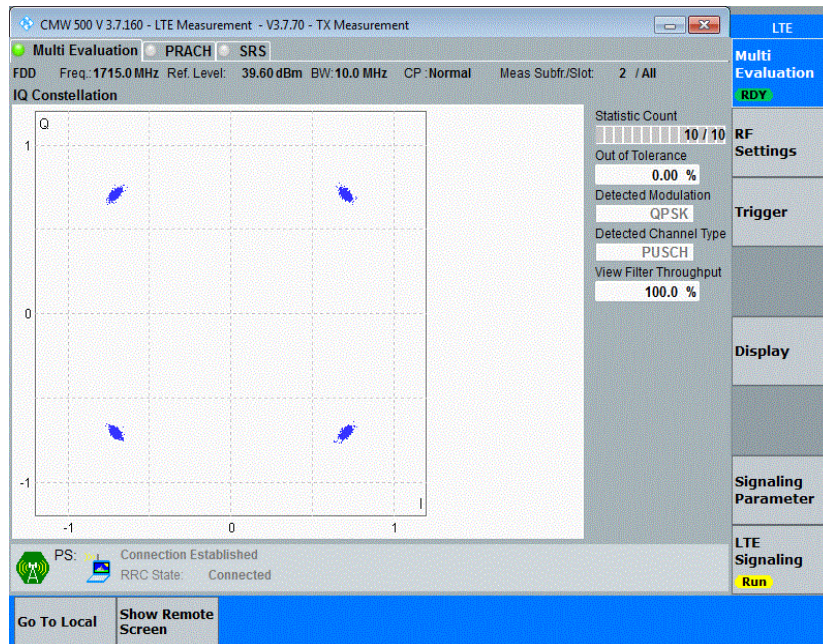 CMW 500 V 3.7.160 - LTE Measurement - V3.7.70 - TX Measurement
LTE
Multi Evaluation PRACH SRS
FDD Freq.: 1715.0 MHz Ref. Level: 39.60 dBm BW: 10.0 MHz CP : Normal Meas Subfr./Slot: 2 / All
IQ Constellation
Q
1
0
-1
-1 0 1
I
Statistic Count
10 / 10
Out of Tolerance
0.00 %
Detected Modulation
QPSK
Detected Channel Type
PUSCH
View Filter Throughput
100.0 %
PS: Connection Established
RRC State: Connected
Multi
Evaluation
RDY
RF
Settings
Trigger
Display
Signaling
Parameter
LTE
Signaling
Run
Go To Local
Show Remote
Screen